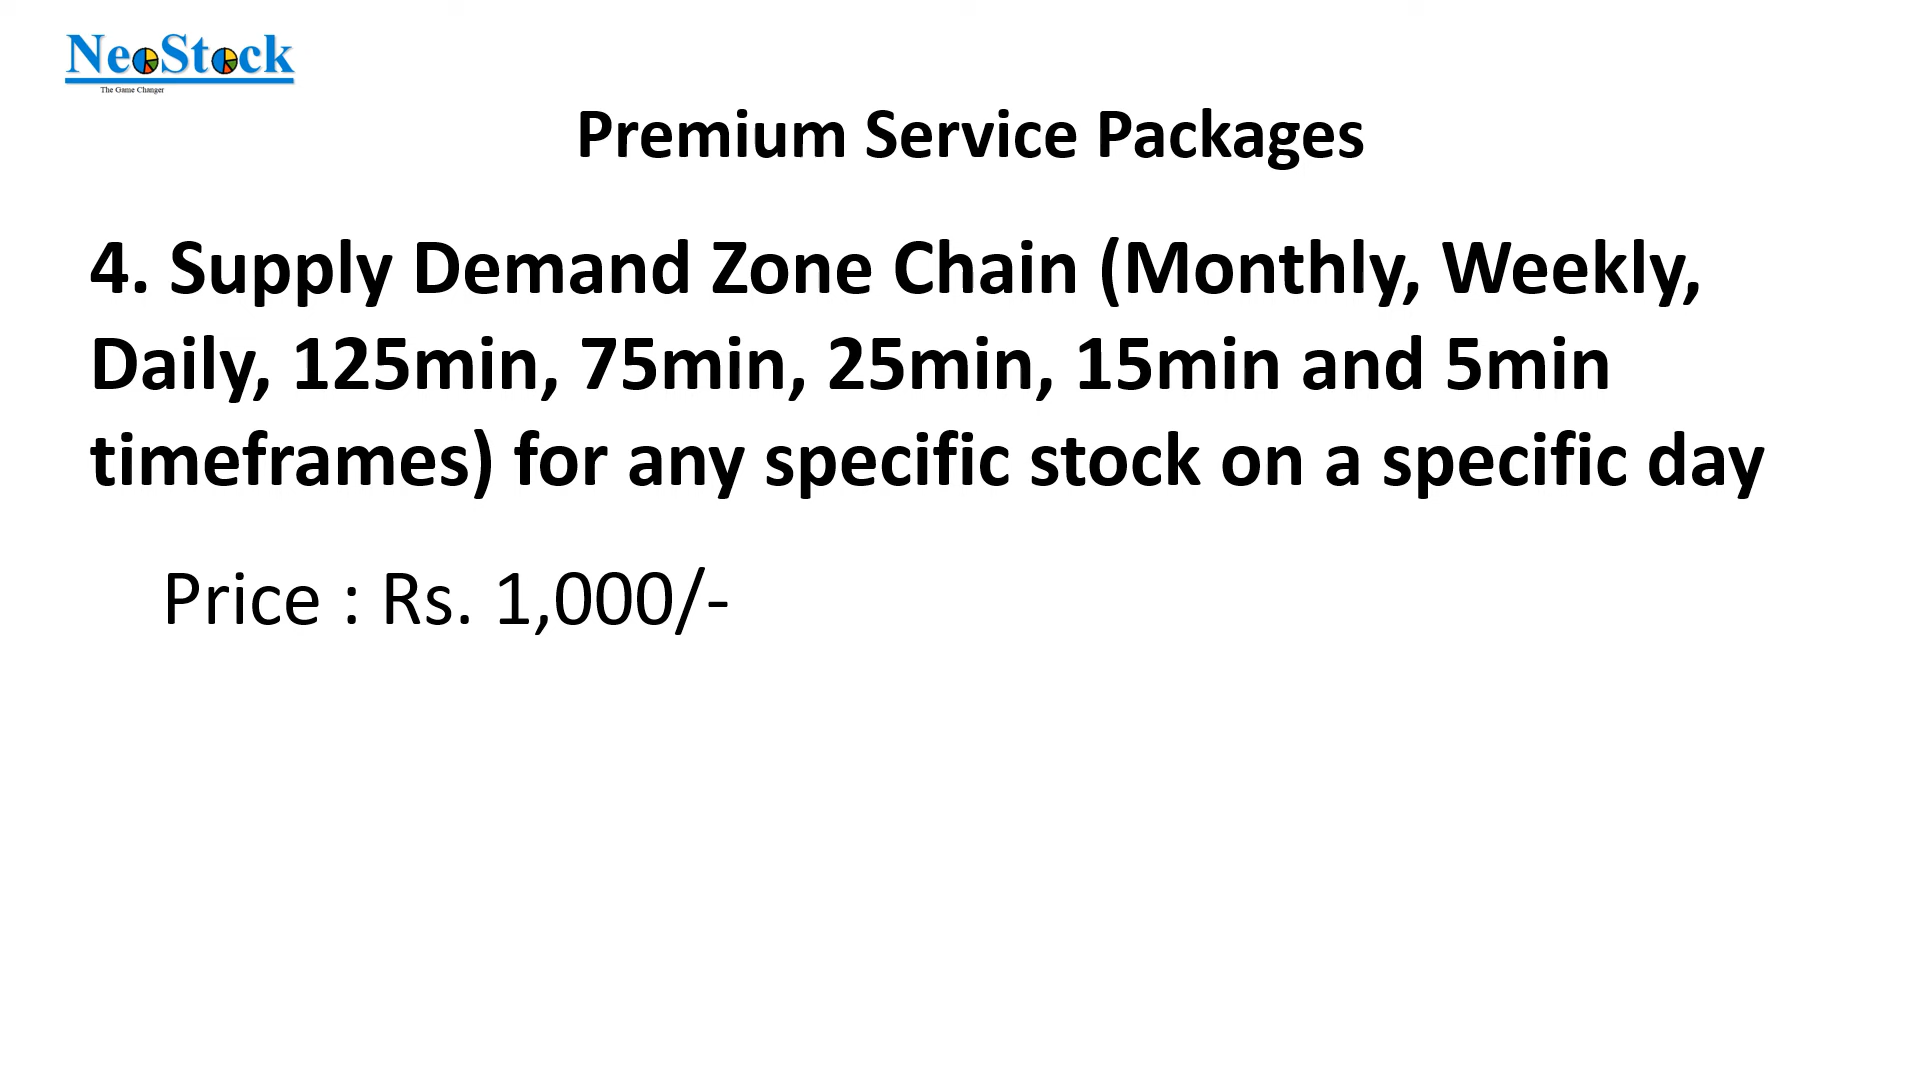 NeoStock
The Game Changer
Premium Service Packages
4. Supply Demand Zone Chain (Monthly, Weekly,
Daily, 125min, 75min, 25min, 15min and 5min
timeframes) for any specific stock on a specific day
Price : Rs. 1,000/-